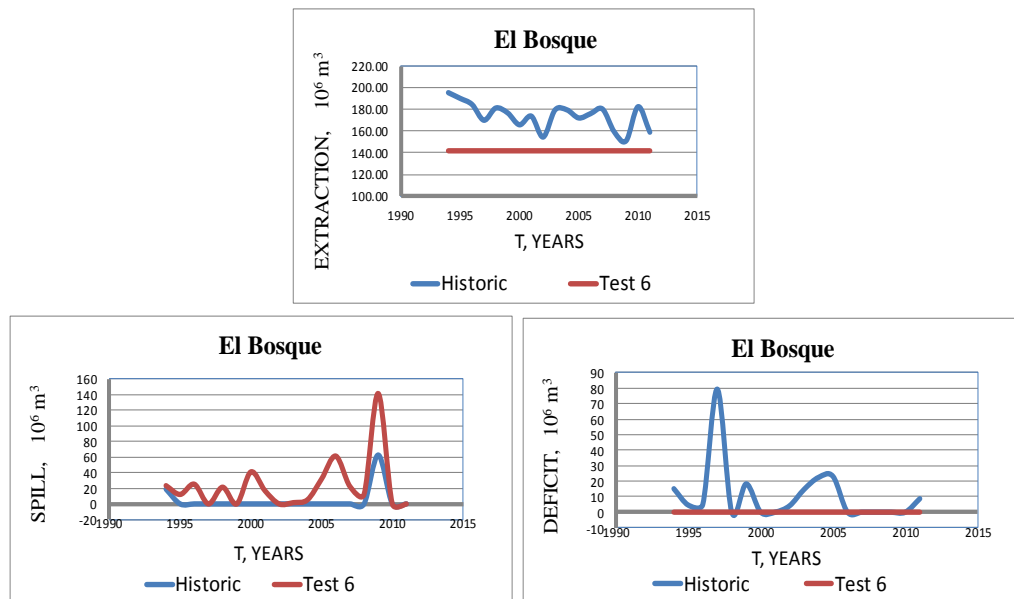 El Bosque
EXTRACTION, 10⁶ m³
220.00
200.00
180.00
160.00
140.00
120.00
100.00
1990 1995 2000 2005 2010 2015
T, YEARS
Historic Test 6
El Bosque
SPILL, 10⁶ m³
160
140
120
100
80
60
40
20
0
-20
1990 1995 2000 2005 2010 2015
T, YEARS
Historic Test 6
El Bosque
DEFICIT, 10⁶ m³
90
80
70
60
50
40
30
20
10
0
-10
1990 1995 2000 2005 2010 2015
T, YEARS
Historic Test 6